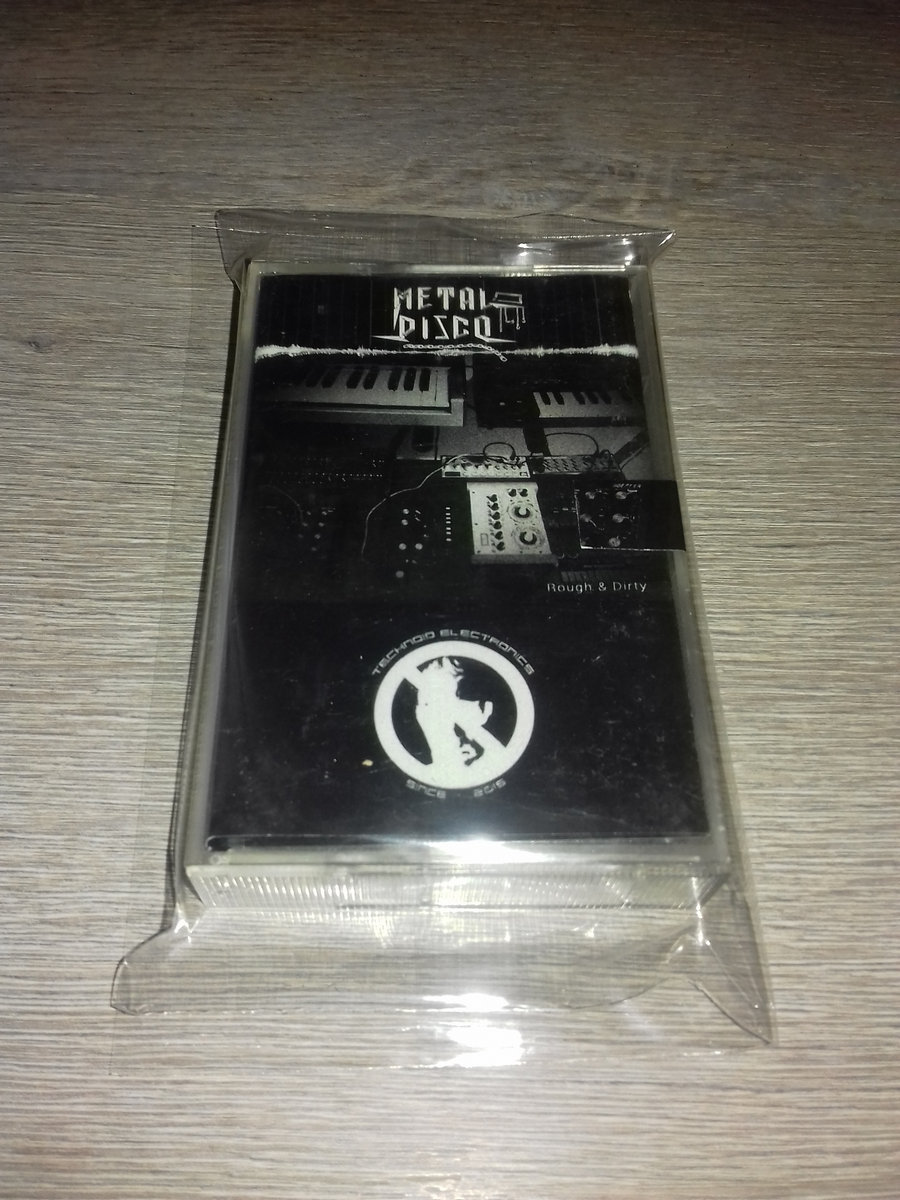 METAL
DISCO
Rough & Dirty
TECHNOID ELECTRONICS
SINCE 2015